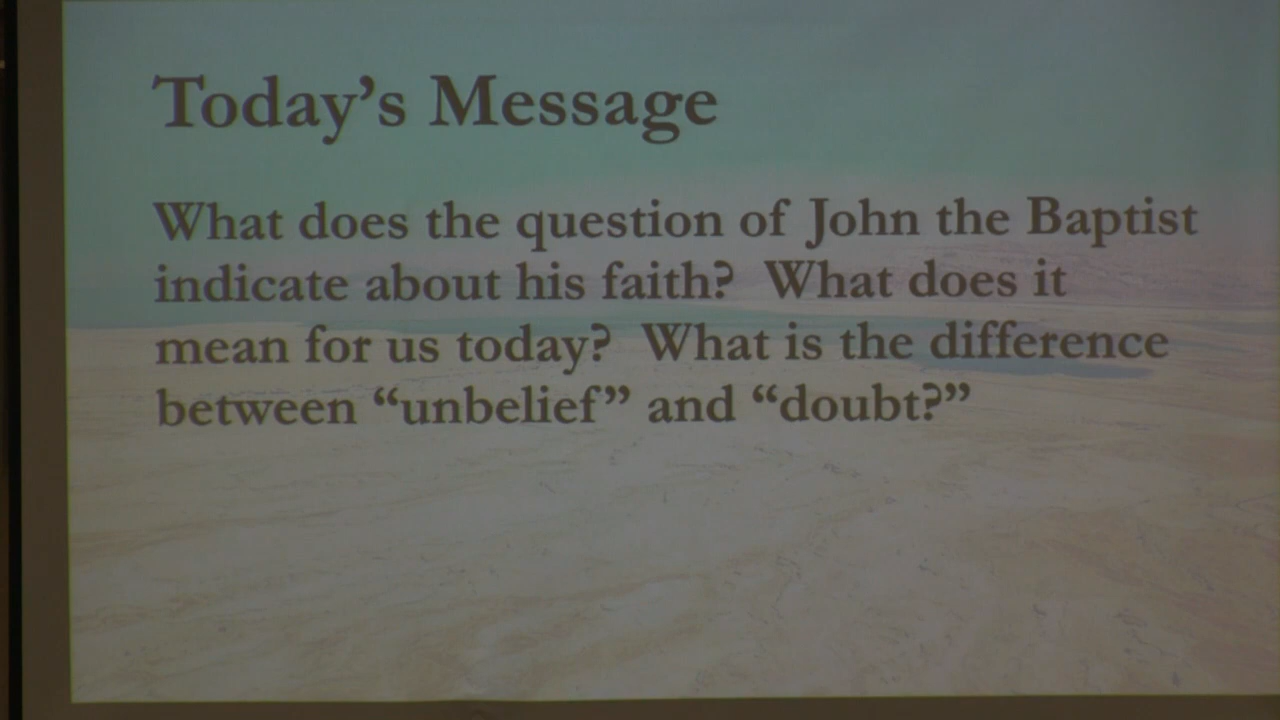 Today’s Message
What does the question of John the Baptist
indicate about his faith?  What does it
mean for us today?  What is the difference
between “unbelief” and “doubt?”